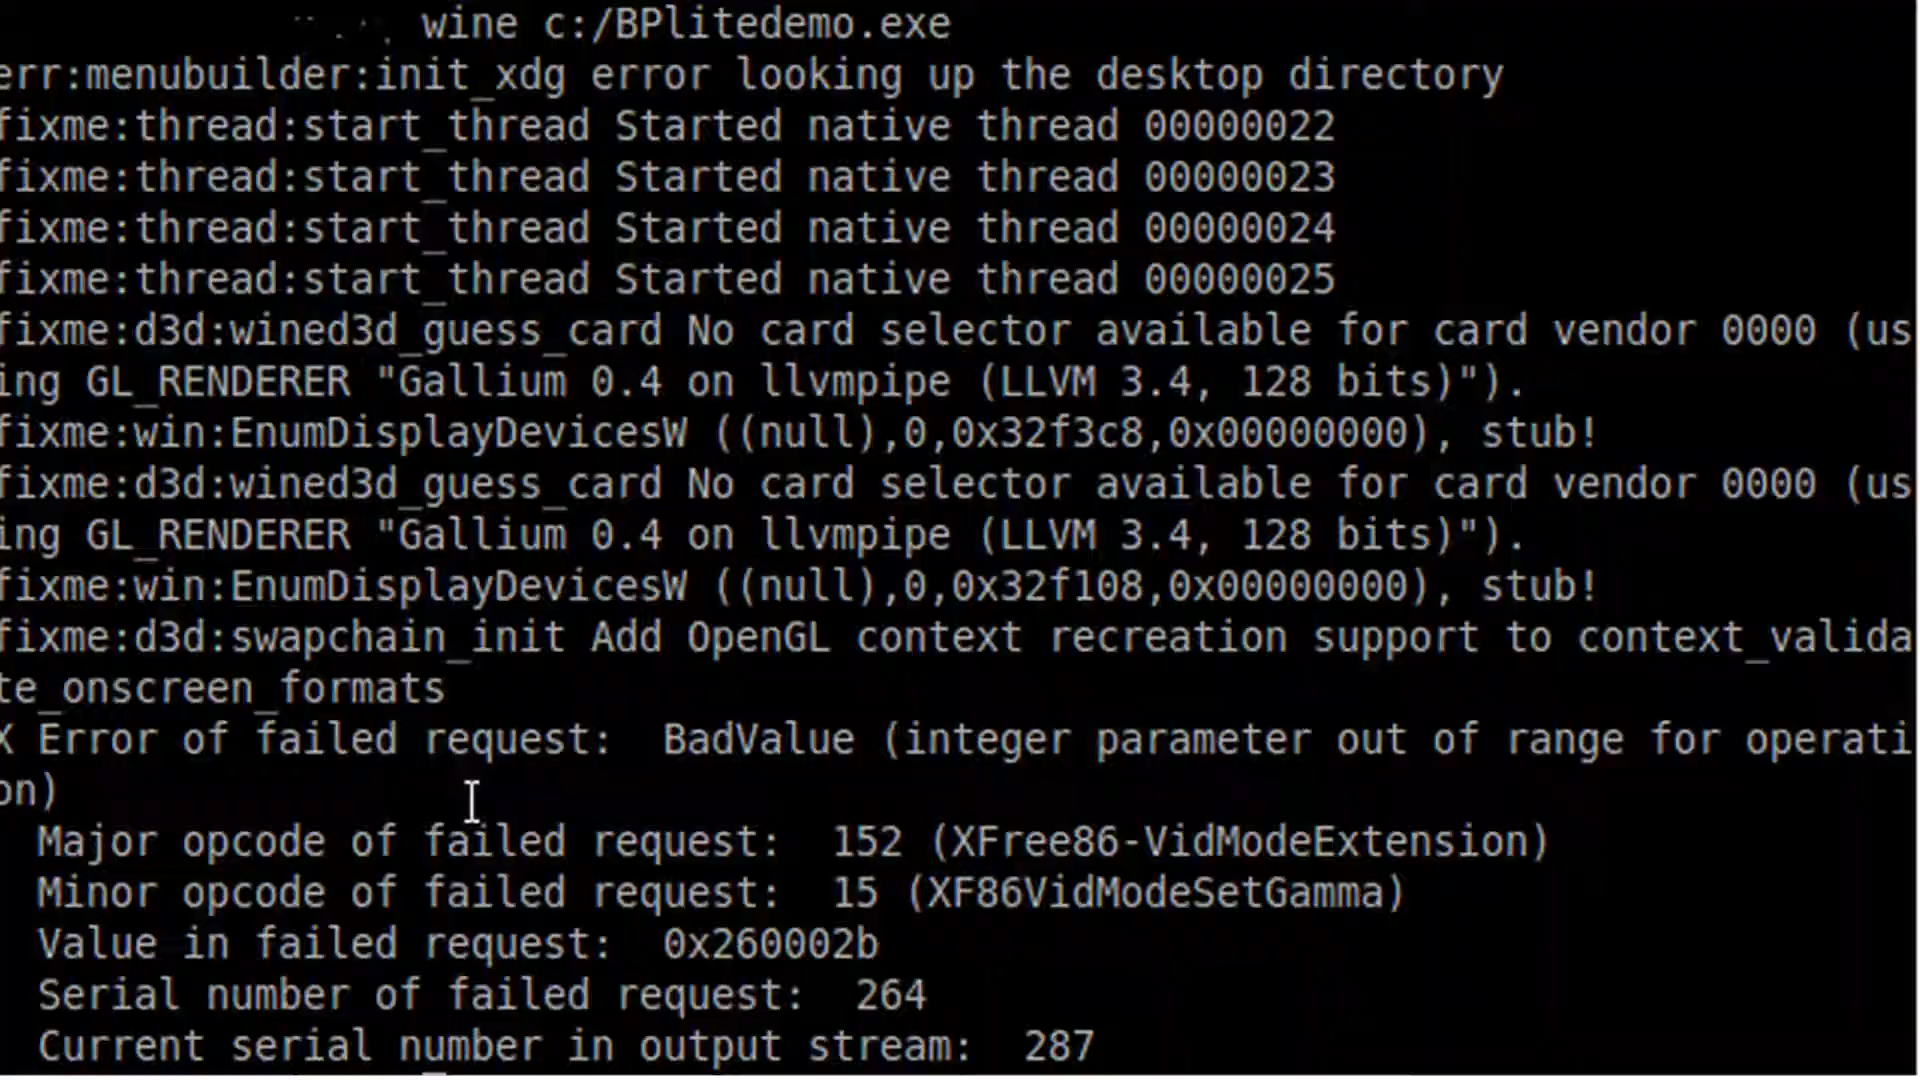 wine c:/BPlitedemo.exe
err:menubuilder:init_xdg error looking up the desktop directory
fixme:thread:start_thread Started native thread 00000022
fixme:thread:start_thread Started native thread 00000023
fixme:thread:start_thread Started native thread 00000024
fixme:thread:start_thread Started native thread 00000025
fixme:d3d:wined3d_guess_card No card selector available for card vendor 0000 (us
ing GL_RENDERER "Gallium 0.4 on llvmpipe (LLVM 3.4, 128 bits)").
fixme:win:EnumDisplayDevicesW ((null),0,0x32f3c8,0x00000000), stub!
fixme:d3d:wined3d_guess_card No card selector available for card vendor 0000 (us
ing GL_RENDERER "Gallium 0.4 on llvmpipe (LLVM 3.4, 128 bits)").
fixme:win:EnumDisplayDevicesW ((null),0,0x32f108,0x00000000), stub!
fixme:d3d:swapchain_init Add OpenGL context recreation support to context_valida
te_onscreen_formats
X Error of failed request:  BadValue (integer parameter out of range for operati
on)
  Major opcode of failed request:  152 (XFree86-VidModeExtension)
  Minor opcode of failed request:  15 (XF86VidModeSetGamma)
  Value in failed request:  0x260002b
  Serial number of failed request:  264
  Current serial number in output stream:  287